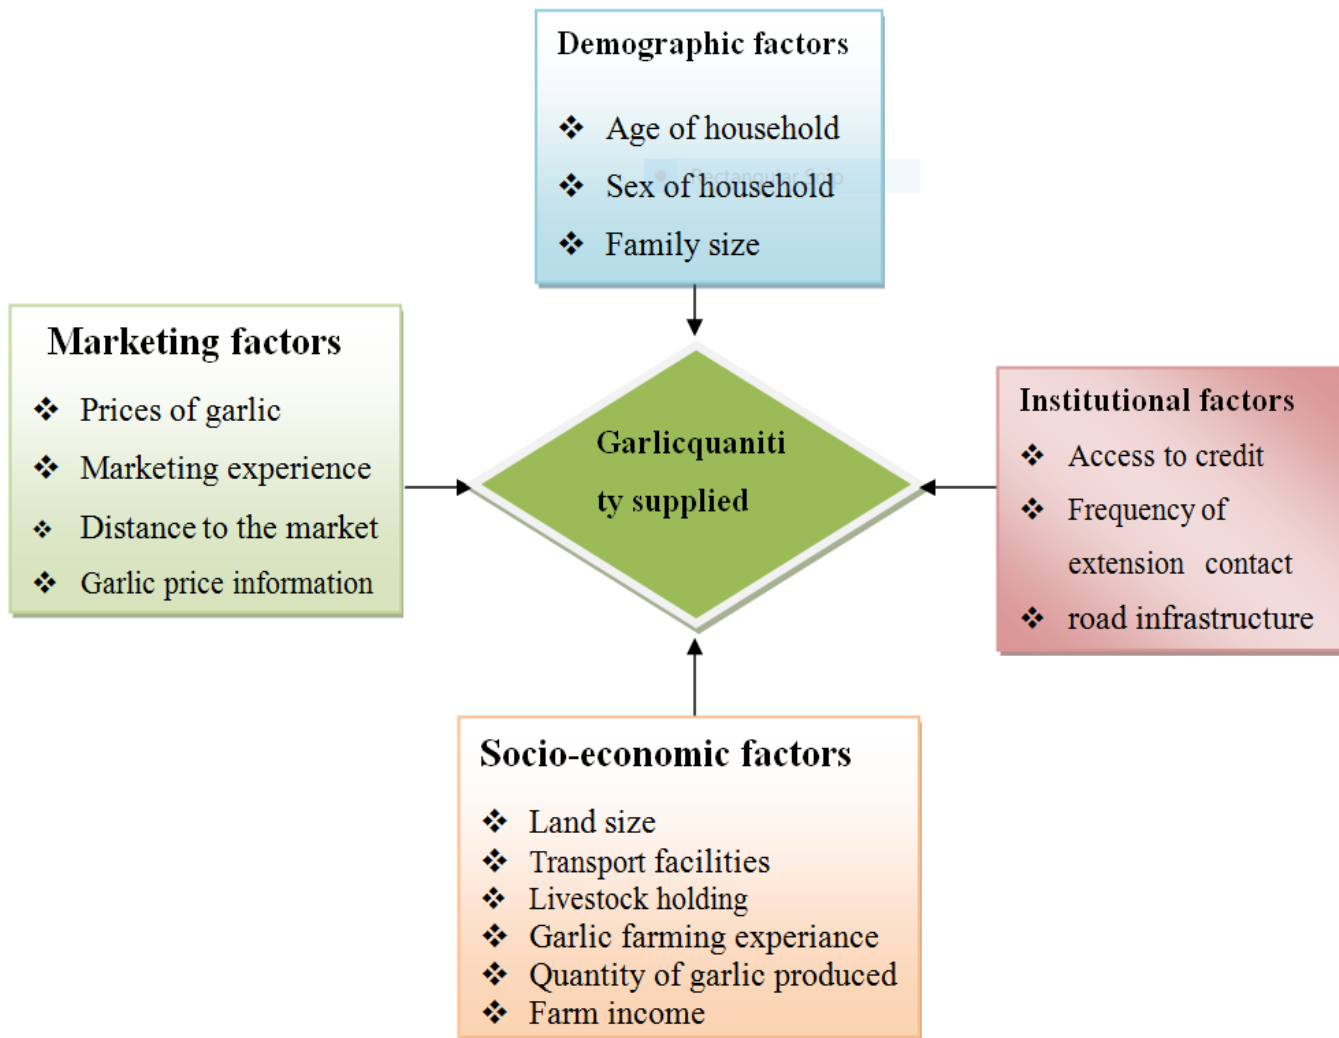 Demographic factors
❖ Age of household
Rectangular Snip
❖ Sex of household
❖ Family size
Marketing factors
❖ Prices of garlic
❖ Marketing experience
❖ Distance to the market
❖ Garlic price information
Garlicquaniti
ty supplied
Institutional factors
❖ Access to credit
❖ Frequency of
extension contact
❖ road infrastructure
Socio-economic factors
❖ Land size
❖ Transport facilities
❖ Livestock holding
❖ Garlic farming experiance
❖ Quantity of garlic produced
❖ Farm income